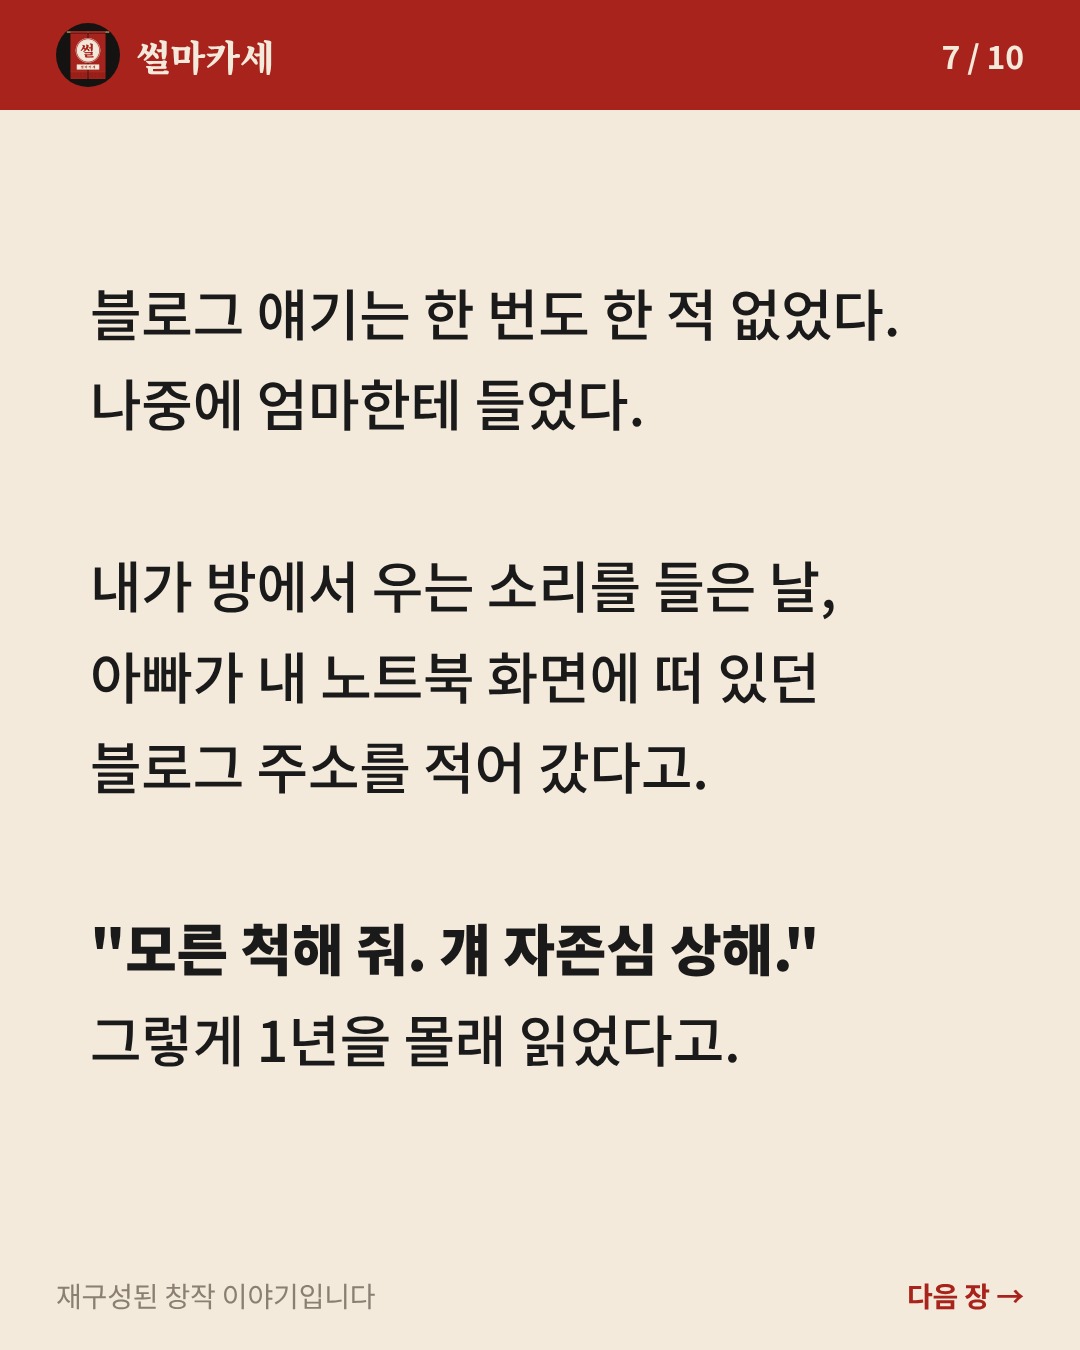 썰
썰마카세
7 / 10
블로그 얘기는 한 번도 한 적 없었다.
나중에 엄마한테 들었다.
내가 방에서 우는 소리를 들은 날,
아빠가 내 노트북 화면에 떠 있던
블로그 주소를 적어 갔다고.
"모른 척해 줘. 걔 자존심 상해."
그렇게 1년을 몰래 읽었다고.
재구성된 창작 이야기입니다
다음 장 →